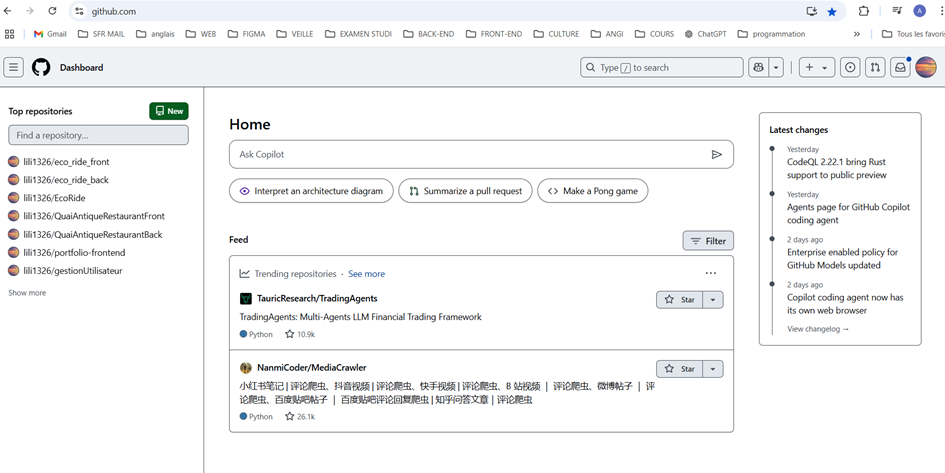 github.com
A
Gmail
SFR MAIL
anglais
WEB
FIGMA
VEILLE
EXAMEN STUDI
BACK-END
FRONT-END
CULTURE
ANGI
COURS
ChatGPT
programmation
»
Tous les favoris
Dashboard
Type / to search
Top repositories
New
Find a repository...
lili1326/eco_ride_front
lili1326/eco_ride_back
lili1326/EcoRide
lili1326/QuaiAntiqueRestaurantFront
lili1326/QuaiAntiqueRestaurantBack
lili1326/portfolio-frontend
lili1326/gestionUtilisateur
Show more
Home
Ask Copilot
Interpret an architecture diagram
Summarize a pull request
Make a Pong game
Feed
Filter
Trending repositories · See more
TauricResearch/TradingAgents
Star
TradingAgents: Multi-Agents LLM Financial Trading Framework
Python
10.9k
NanmiCoder/MediaCrawler
Star
小红书笔记 | 评论爬虫、抖音视频 | 评论爬虫、快手视频 | 评论爬虫、B 站视频 ｜ 评论爬虫、微博帖子 ｜ 评
论爬虫、百度贴吧帖子 ｜ 百度贴吧评论回复爬虫 | 知乎问答文章｜评论爬虫
Python
26.1k
Latest changes
Yesterday
CodeQL 2.22.1 bring Rust
support to public preview
Yesterday
Agents page for GitHub Copilot
coding agent
2 days ago
Enterprise enabled policy for
GitHub Models updated
2 days ago
Copilot coding agent now has
its own web browser
View changelog →